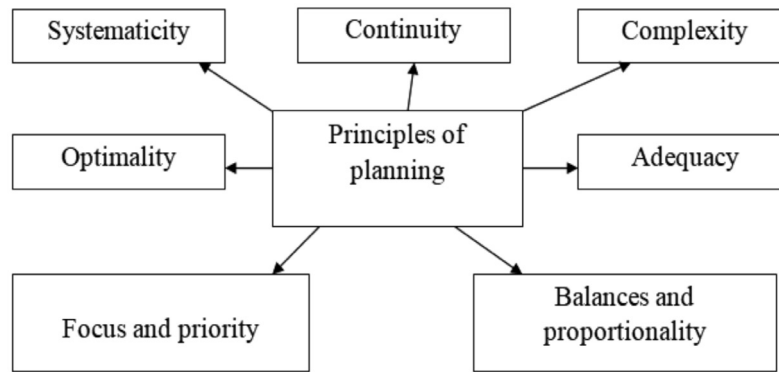 Systematicity
Continuity
Complexity
Optimality
Principles of
planning
Adequacy
Focus and priority
Balances and
proportionality